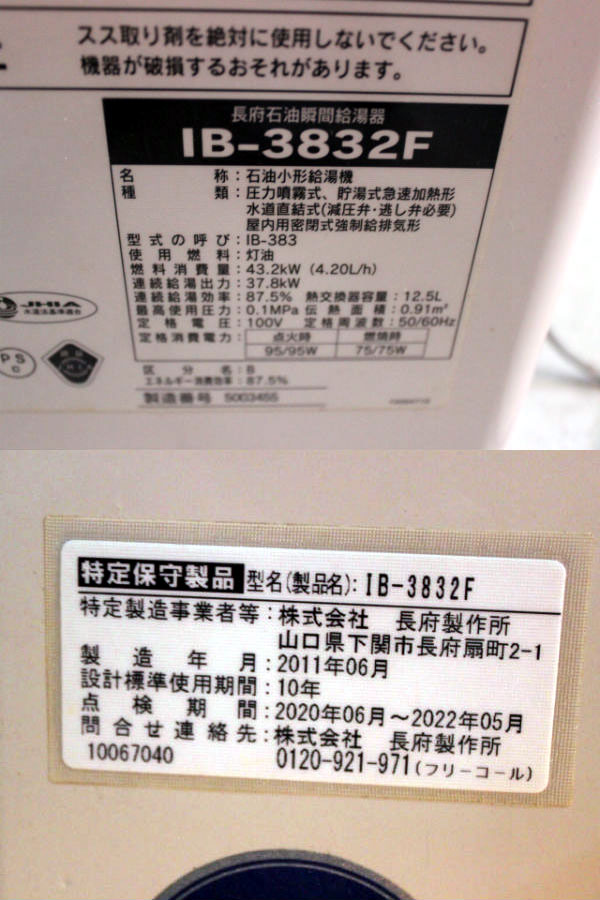 スス取り剤を絶対に使用しないでください。
機器が破損するおそれがあります。
長府石油瞬間給湯器
IB-3832F
名 称：石油小形給湯機
種 類：圧力噴霧式、貯湯式急速加熱形
水道直結式(減圧弁・逃し弁必要)
屋内用密閉式強制給排気形
型式の呼び：IB-383
使用燃料：灯油
燃料消費量：43.2kW (4.20L/h)
連続給湯出力：37.8kW
連続給湯効率：87.5% 熱交換器容量：12.5L
最高使用圧力：0.1MPa 伝熱面積：0.91m²
定格電圧：100V 定格周波数：50/60Hz
定格消費電力： 点火時 燃焼時
95/95W 75/75W
区分名：B
エネルギー消費効率：87.5%
製造番号 5003455
JHIA
水道法基準適合
PS
特定保守製品 型名(製品名)：IB-3832F
特定製造事業者等：株式会社 長府製作所
山口県下関市長府扇町2-1
製造年月：2011年06月
設計標準使用期間：10年
点検期間：2020年06月～2022年05月
問合せ連絡先：株式会社 長府製作所
10067040 0120-921-971(フリーコール)